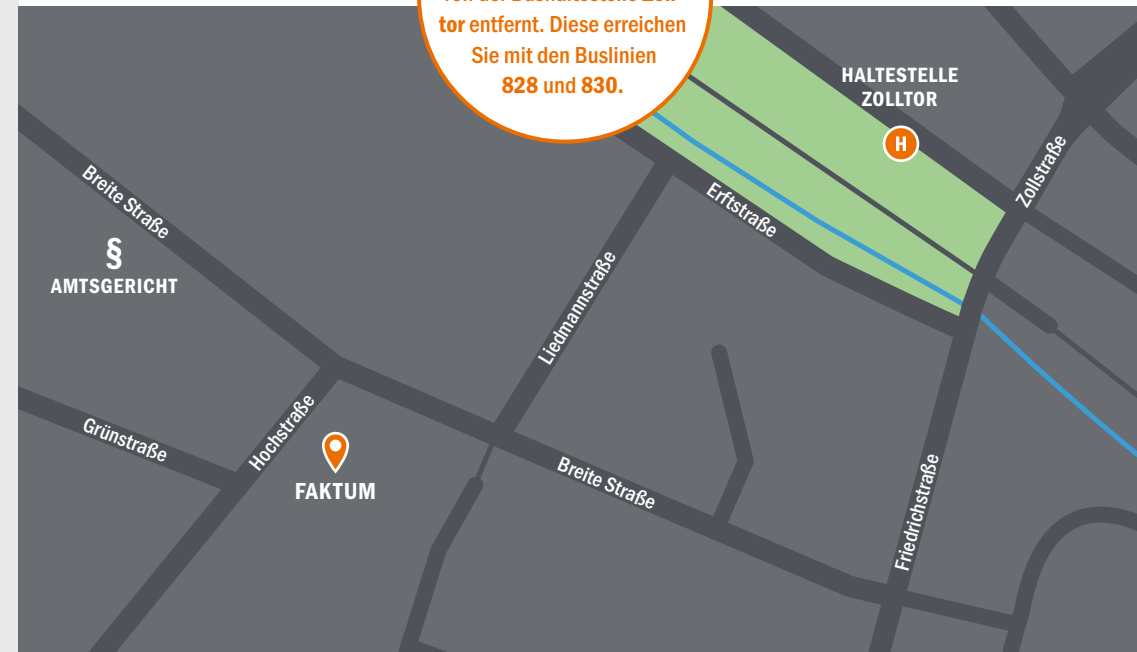 tor entfernt. Diese erreichen
Sie mit den Buslinien
828 und 830.
HALTESTELLE
ZOLLTOR
H
Zollstraße
Breite Straße
Erftstraße
§
AMTSGERICHT
Liedmannstraße
Hochstraße
Grünstraße
FAKTUM
Breite Straße
Friedrichstraße